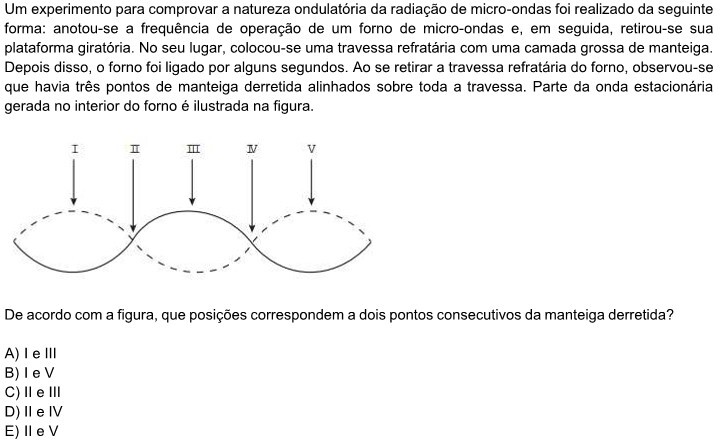 Um experimento para comprovar a natureza ondulatória da radiação de micro-ondas foi realizado da seguinte
forma: anotou-se a frequência de operação de um forno de micro-ondas e, em seguida, retirou-se sua
plataforma giratória. No seu lugar, colocou-se uma travessa refratária com uma camada grossa de manteiga.
Depois disso, o forno foi ligado por alguns segundos. Ao se retirar a travessa refratária do forno, observou-se
que havia três pontos de manteiga derretida alinhados sobre toda a travessa. Parte da onda estacionária
gerada no interior do forno é ilustrada na figura.
I II III IV V
De acordo com a figura, que posições correspondem a dois pontos consecutivos da manteiga derretida?
A) I e III
B) I e V
C) II e III
D) II e IV
E) II e V